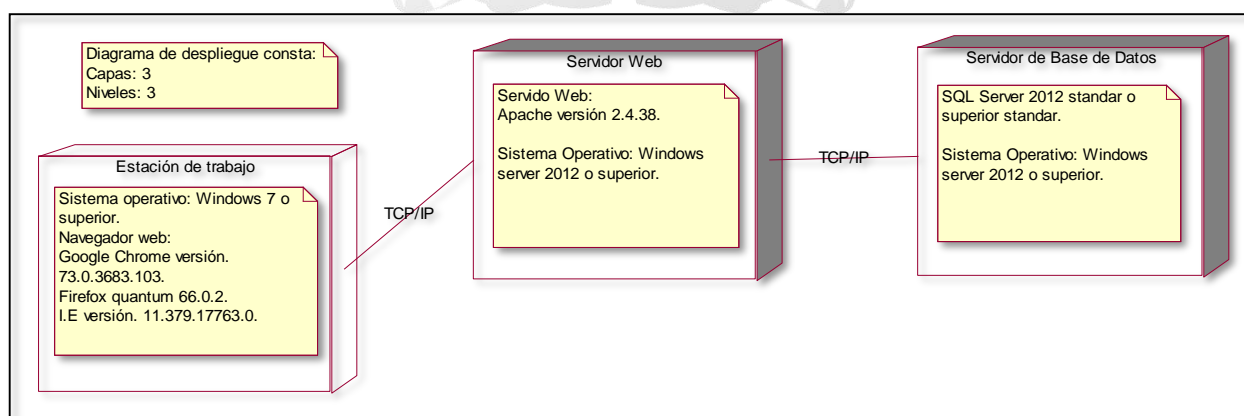 Diagrama de despliegue consta:
Capas: 3
Niveles: 3
Estación de trabajo
Sistema operativo: Windows 7 o
superior.
Navegador web:
Google Chrome versión.
73.0.3683.103.
Firefox quantum 66.0.2.
I.E versión. 11.379.17763.0.
TCP/IP
Servidor Web
Servido Web:
Apache versión 2.4.38.
Sistema Operativo: Windows
server 2012 o superior.
TCP/IP
Servidor de Base de Datos
SQL Server 2012 standar o
superior standar.
Sistema Operativo: Windows
server 2012 o superior.